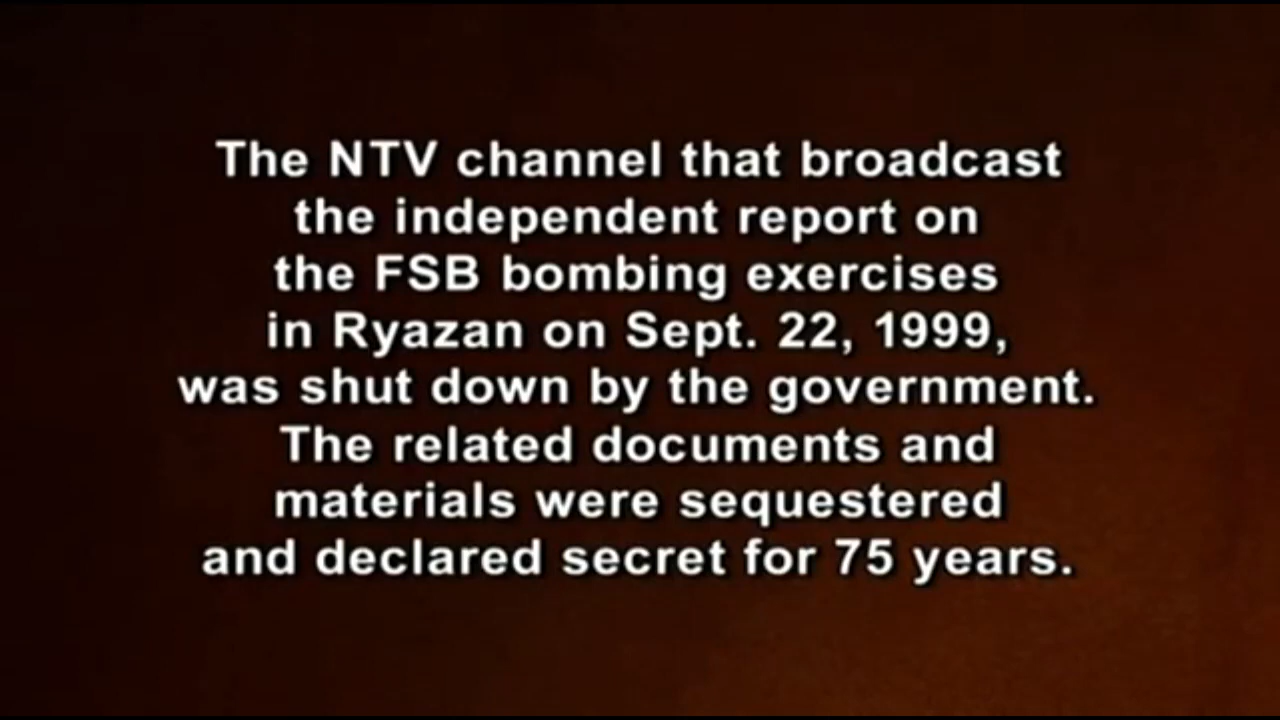 The NTV channel that broadcast
the independent report on
the FSB bombing exercises
in Ryazan on Sept. 22, 1999,
was shut down by the government.
The related documents and
materials were sequestered
and declared secret for 75 years.